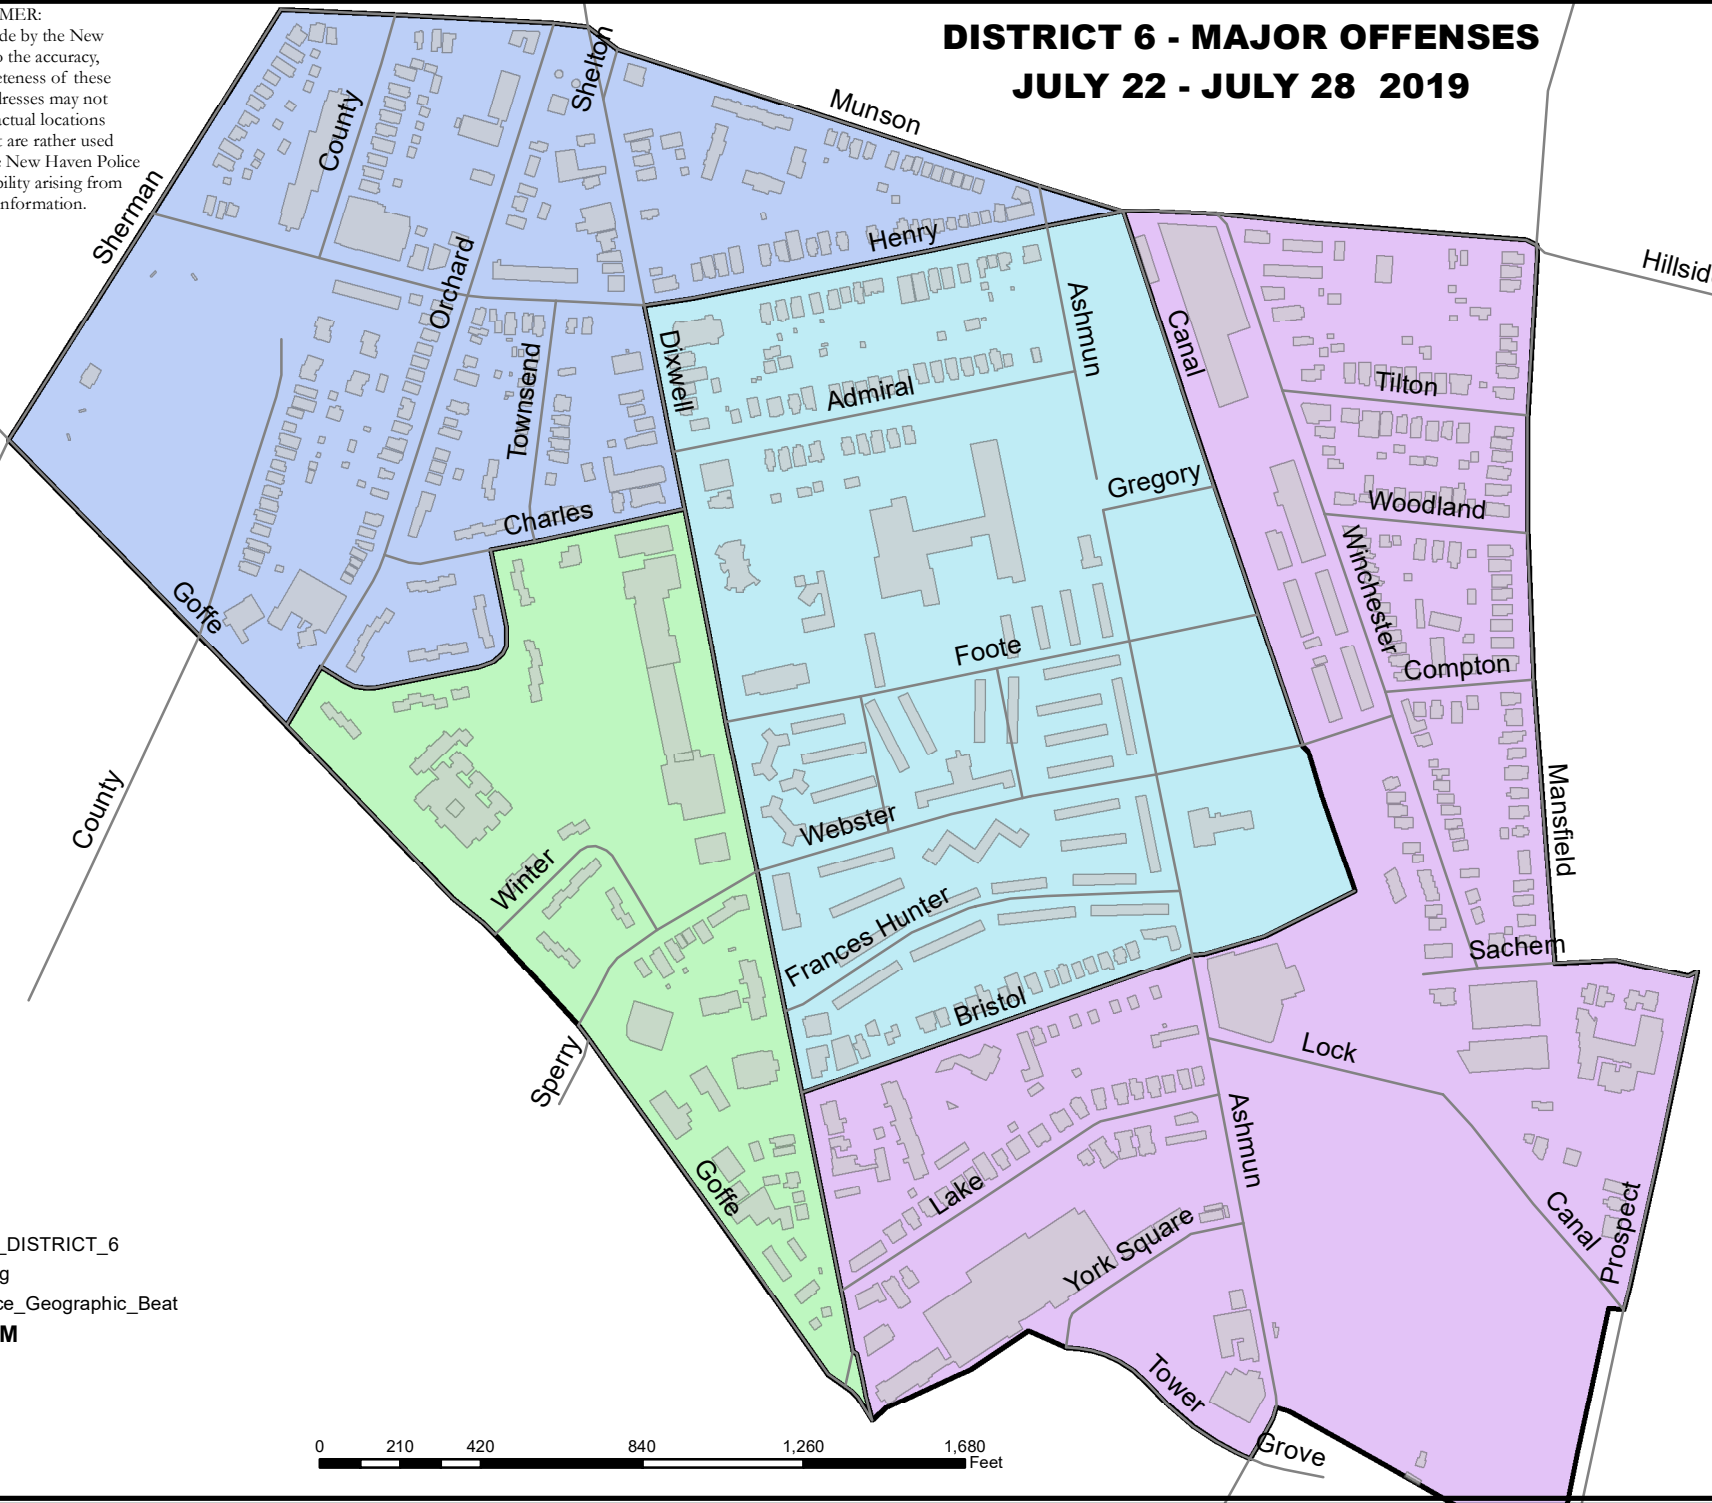 MER:
de by the New
o the accuracy,
eteness of these
dresses may not
actual locations
t are rather used
e New Haven Police
bility arising from
nformation.
DISTRICT 6 - MAJOR OFFENSES
JULY 22 - JULY 28 2019
Shelton
Munson
County
Sherman
Henry
Orchard
Hillsid
Ashmun
Canal
Dixwell
Townsend
Admiral
Tilton
Gregory
Woodland
Charles
Winchester
Goffe
Foote
Compton
County
Webster
Mansfield
Winter
Frances Hunter
Sachem
Bristol
Lock
Sperry
Ashmun
Goffe
Lake
York Square
Canal
Prospect
Tower
Grove
_DISTRICT_6
g
ce_Geographic_Beat
M
0 210 420 840 1,260 1,680
Feet